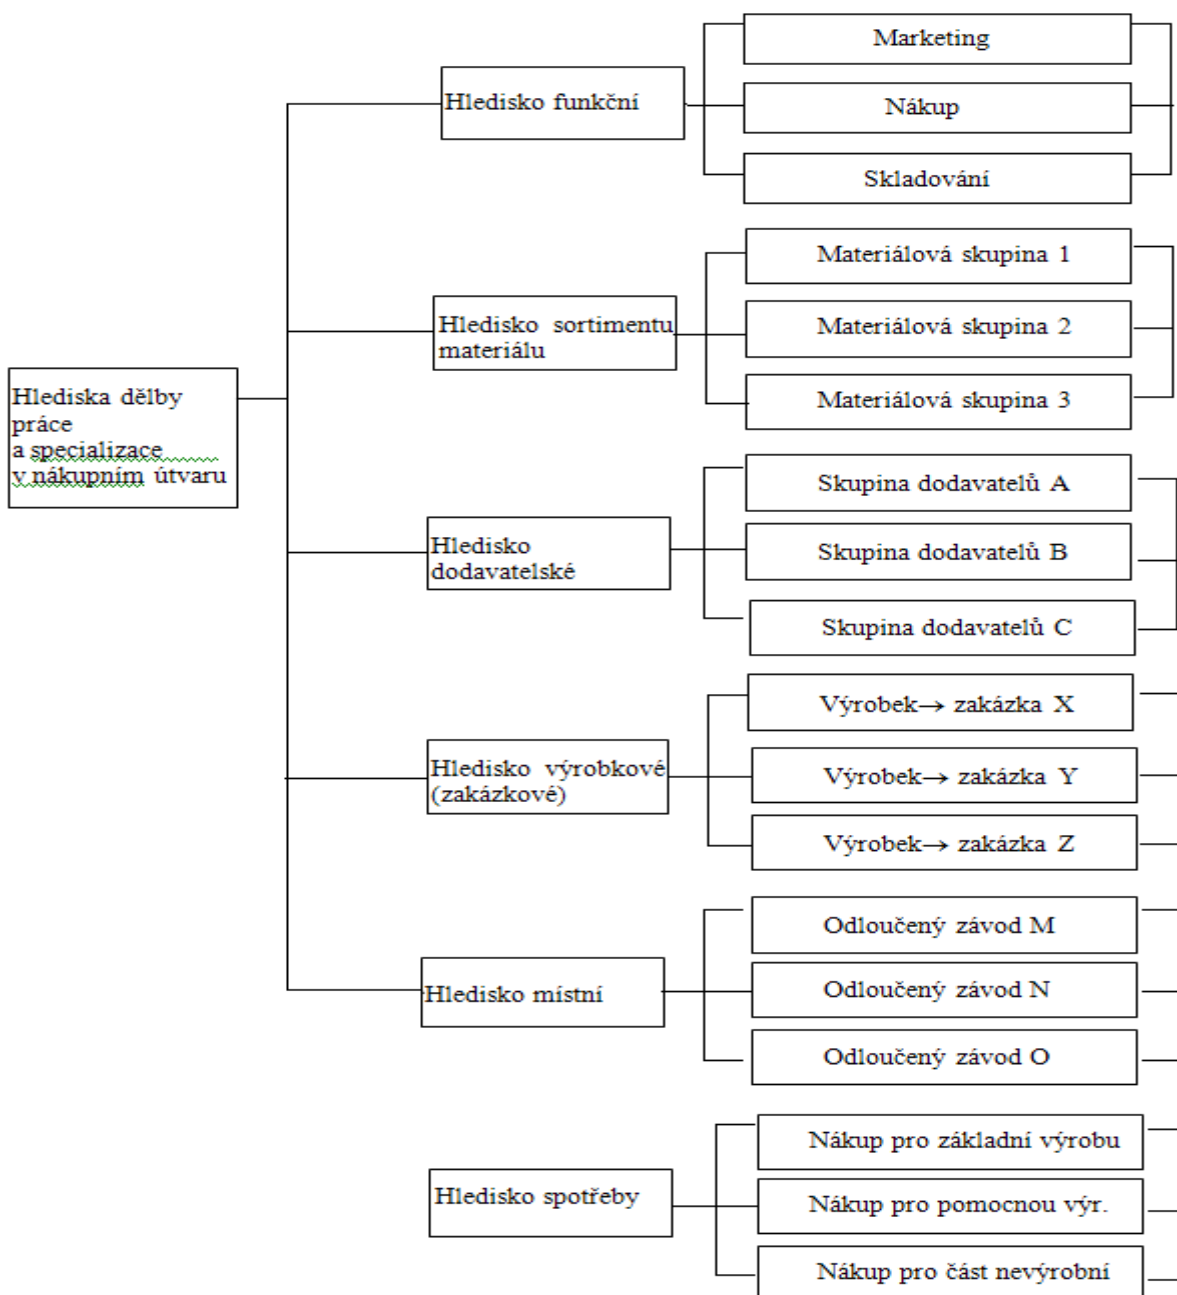 Marketing
Hledisko funkční
Nákup
Skladování
Materiálová skupina 1
Hledisko sortimentu
materiálu
Materiálová skupina 2
Materiálová skupina 3
Hlediska dělby
práce
a specializace
v nákupním útvaru
Skupina dodavatelů A
Hledisko
dodavatelské
Skupina dodavatelů B
Skupina dodavatelů C
Výrobek→ zakázka X
Hledisko výrobkové
(zakázkové)
Výrobek→ zakázka Y
Výrobek→ zakázka Z
Odloučený závod M
Hledisko místní
Odloučený závod N
Odloučený závod O
Nákup pro základní výrobu
Hledisko spotřeby
Nákup pro pomocnou výr.
Nákup pro část nevýrobní